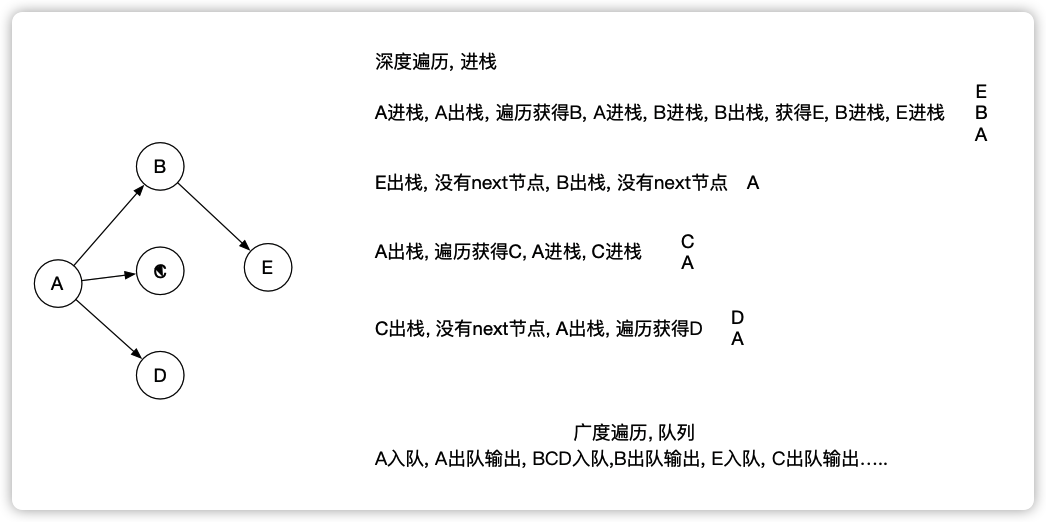 深度遍历, 进栈
A进栈, A出栈, 遍历获得B, A进栈, B进栈, B出栈, 获得E, B进栈, E进栈
E
B
A
E出栈, 没有next节点, B出栈, 没有next节点 A
A出栈, 遍历获得C, A进栈, C进栈
C
A
C出栈, 没有next节点, A出栈, 遍历获得D
D
A
B
A
C
E
D
广度遍历, 队列
A入队, A出队输出, BCD入队,B出队输出, E入队, C出队输出…..